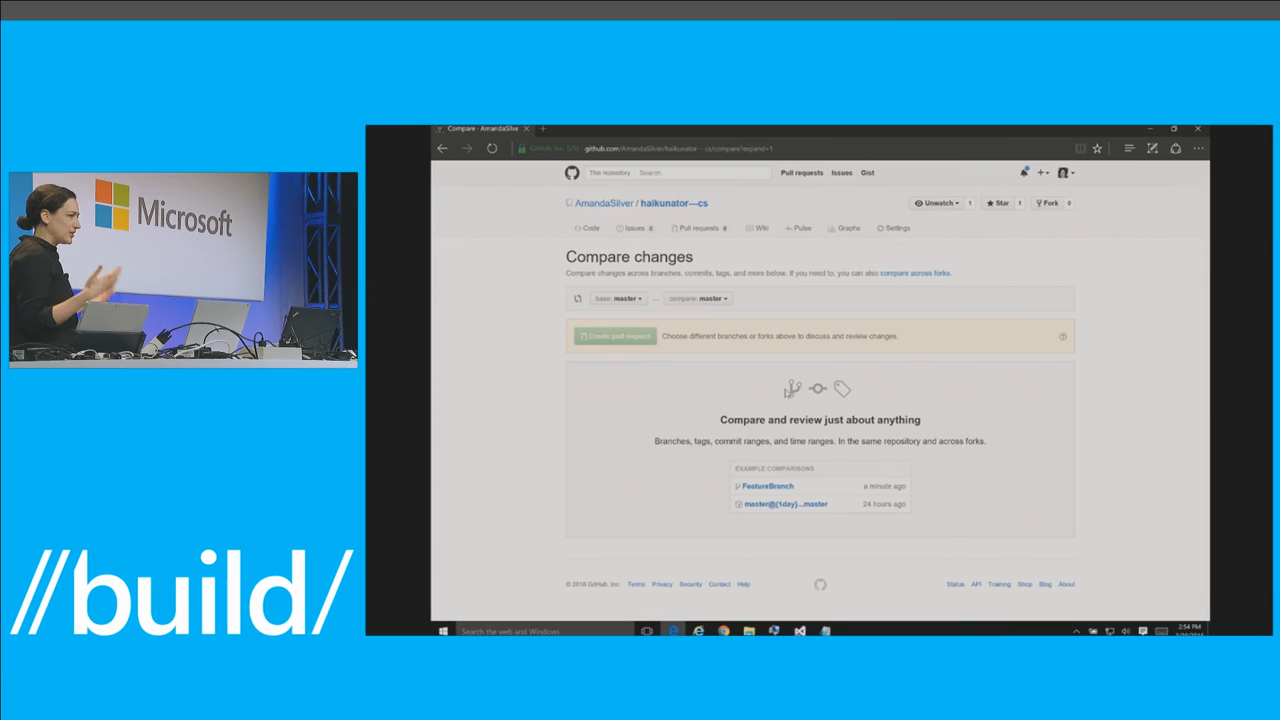 Microsoft
//build/
Compare · AmandaSilve
GitHub, Inc. [US]
github.com/AmandaSilver/haikunator---cs/compare?expand=1
This repository
Search
Pull requests
Issues
Gist
AmandaSilver / haikunator---cs
Unwatch
1
Star
1
Fork
0
Code
Issues
Pull requests
Wiki
Pulse
Graphs
Settings
Compare changes
Compare changes across branches, commits, tags, and more below. If you need to, you can also compare across forks.
base: master
...
compare: master
Create pull request
Choose different branches or forks above to discuss and review changes.
Compare and review just about anything
Branches, tags, commit ranges, and time ranges. In the same repository and across forks.
EXAMPLE COMPARISONS
FeatureBranch
a minute ago
master@{1day}...master
24 hours ago
© 2016 GitHub, Inc.
Terms
Privacy
Security
Contact
Help
Status
API
Training
Shop
Blog
About
Search the web and Windows
2:54 PM